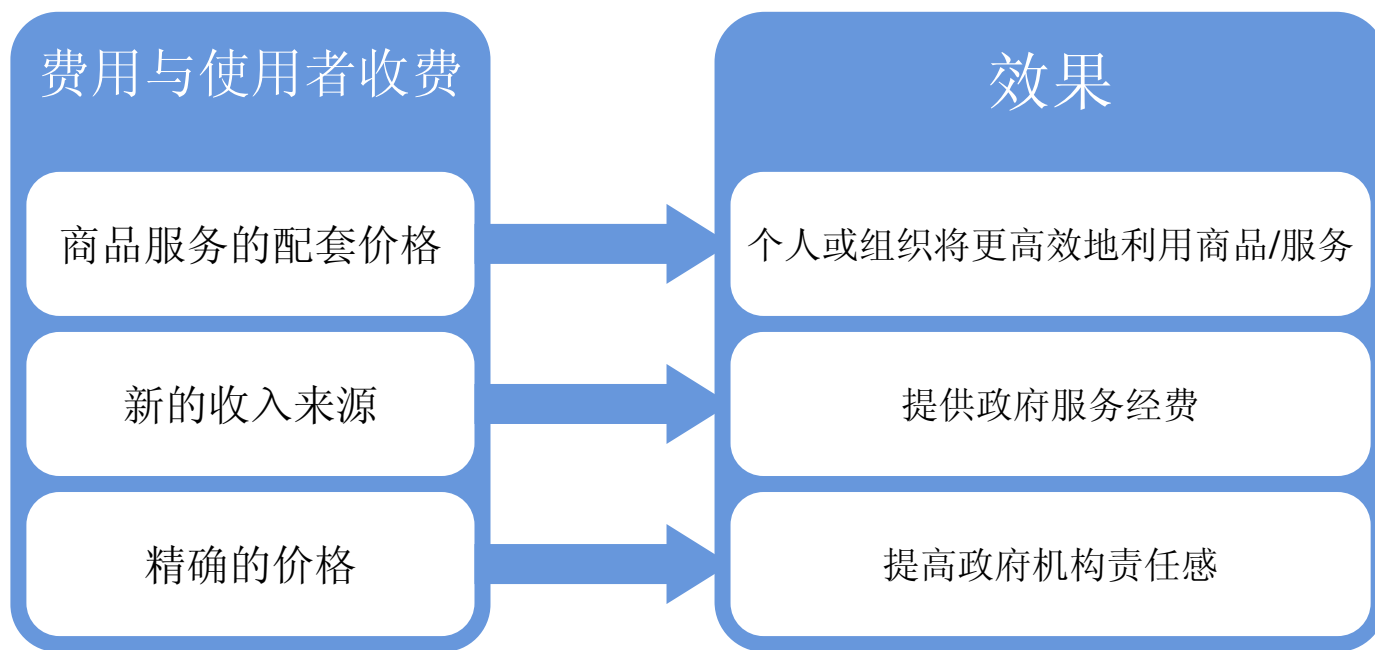 费用与使用者收费
效果
商品服务的配套价格
个人或组织将更高效地利用商品/服务
新的收入来源
提供政府服务经费
精确的价格
提高政府机构责任感